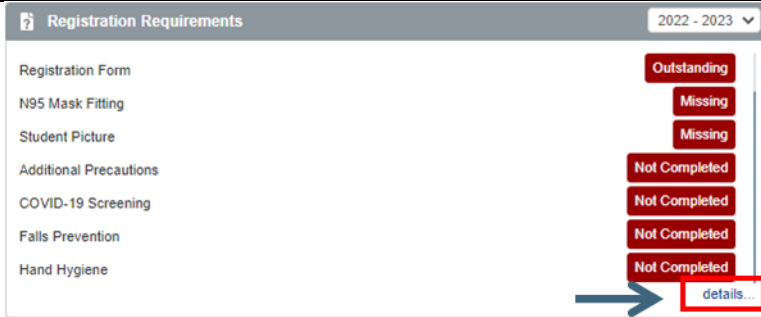 Registration Requirements 2022 - 2023
Registration Form Outstanding
N95 Mask Fitting Missing
Student Picture Missing
Additional Precautions Not Completed
COVID-19 Screening Not Completed
Falls Prevention Not Completed
Hand Hygiene Not Completed
details...